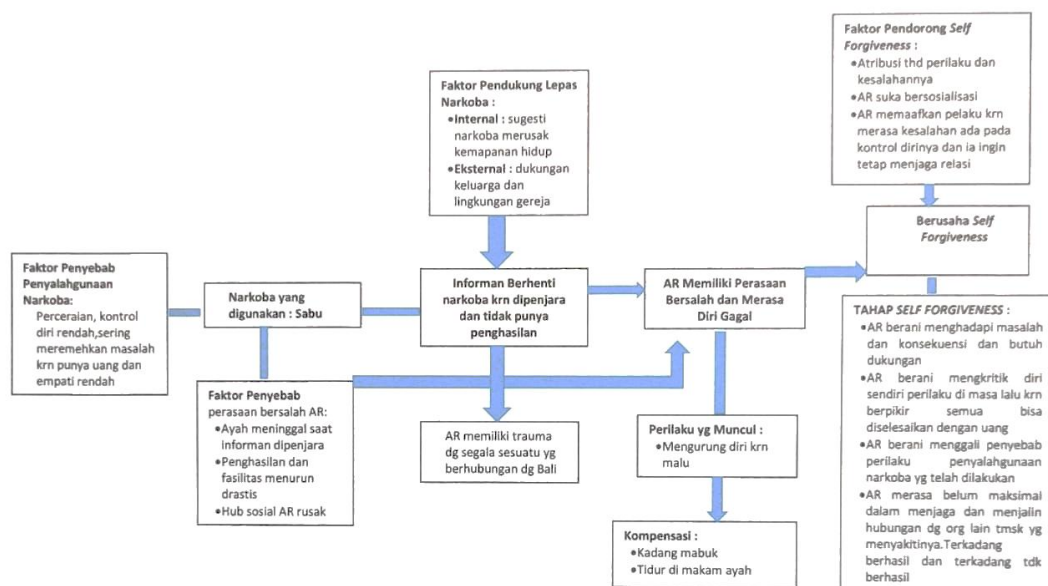 Faktor Pendorong Self
Forgiveness :
•Atribusi thd perilaku dan
kesalahannya
•AR suka bersosialisasi
•AR memaafkan pelaku krn
merasa kesalahan ada pada
kontrol dirinya dan ia ingin
tetap menjaga relasi
Faktor Pendukung Lepas
Narkoba :
•Internal : sugesti
narkoba merusak
kemapanan hidup
•Eksternal : dukungan
keluarga dan
lingkungan gereja
Berusaha Self
Forgiveness
Faktor Penyebab
Penyalahgunaan
Narkoba:
Perceraian, kontrol
diri rendah,sering
meremehkan masalah
krn punya uang dan
empati rendah
Narkoba yang
digunakan : Sabu
Informan Berhenti
narkoba krn dipenjara
dan tidak punya
penghasilan
AR Memiliki Perasaan
Bersalah dan Merasa
Diri Gagal
Faktor Penyebab
perasaan bersalah AR:
•Ayah meninggal saat
informan dipenjara
•Penghasilan dan
fasilitas menurun
drastis
•Hub sosial AR rusak
AR memiliki trauma
dg segala sesuatu yg
berhubungan dg Bali
Perilaku yg Muncul :
•Mengurung diri krn
malu
Kompensasi :
•Kadang mabuk
•Tidur di makam ayah
TAHAP SELF FORGIVENESS :
•AR berani menghadapi masalah
dan konsekuensi dan butuh
dukungan
•AR berani mengkritik diri
sendiri perilaku di masa lalu krn
berpikir semua bisa
diselesaikan dengan uang
•AR berani menggali penyebab
perilaku penyalahgunaan
narkoba yg telah dilakukan
•AR merasa belum maksimal
dalam menjaga dan menjalin
hubungan dg org lain tmsk yg
menyakitinya.Terkadang
berhasil dan terkadang tdk
berhasil